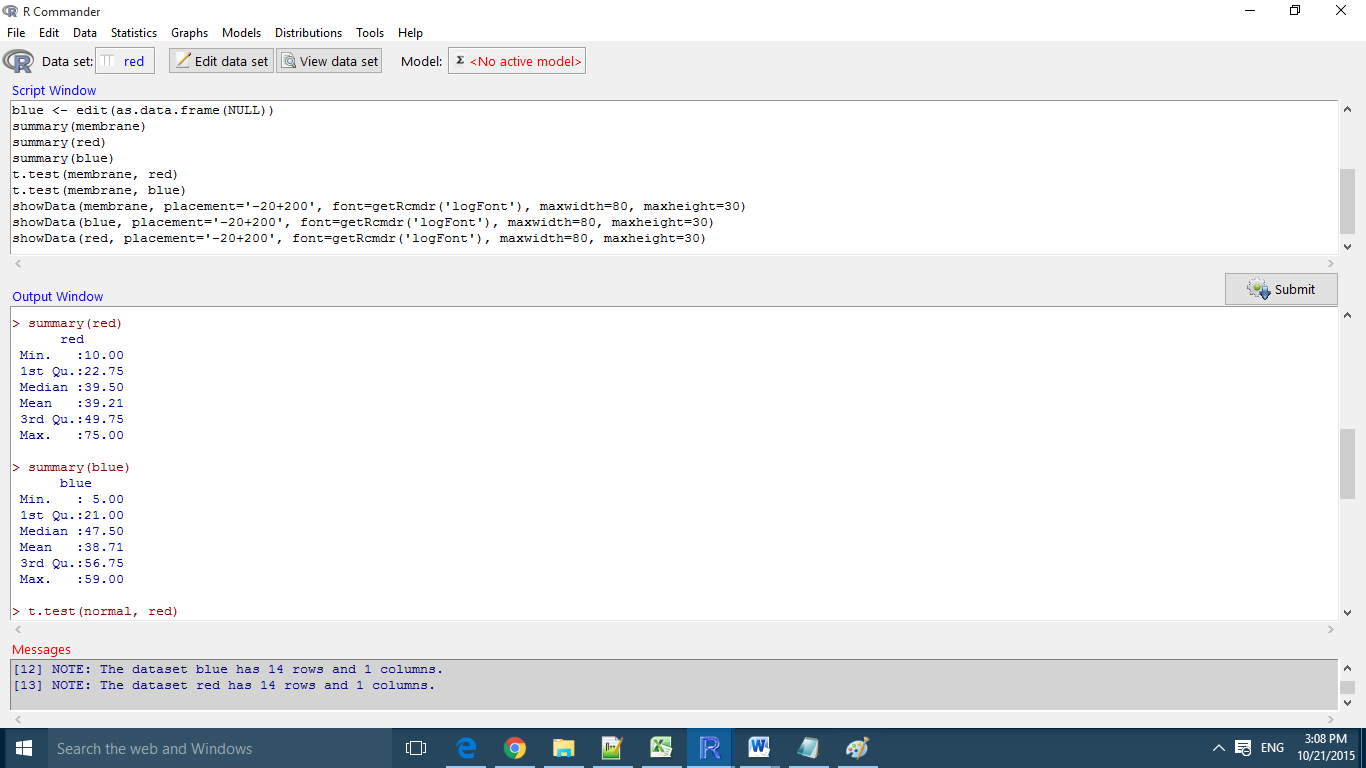 R Commander
File Edit Data Statistics Graphs Models Distributions Tools Help
Data set: red Edit data set View data set Model: Σ <No active model>
Script Window
blue <- edit(as.data.frame(NULL))
summary(membrane)
summary(red)
summary(blue)
t.test(membrane, red)
t.test(membrane, blue)
showData(membrane, placement='-20+200', font=getRcmdr('logFont'), maxwidth=80, maxheight=30)
showData(blue, placement='-20+200', font=getRcmdr('logFont'), maxwidth=80, maxheight=30)
showData(red, placement='-20+200', font=getRcmdr('logFont'), maxwidth=80, maxheight=30)
Submit
Output Window
> summary(red)
red
Min. :10.00
1st Qu.:22.75
Median :39.50
Mean :39.21
3rd Qu.:49.75
Max. :75.00
> summary(blue)
blue
Min. : 5.00
1st Qu.:21.00
Median :47.50
Mean :38.71
3rd Qu.:56.75
Max. :59.00
> t.test(normal, red)
Messages
[12] NOTE: The dataset blue has 14 rows and 1 columns.
[13] NOTE: The dataset red has 14 rows and 1 columns.
Search the web and Windows
ENG
3:08 PM
10/21/2015